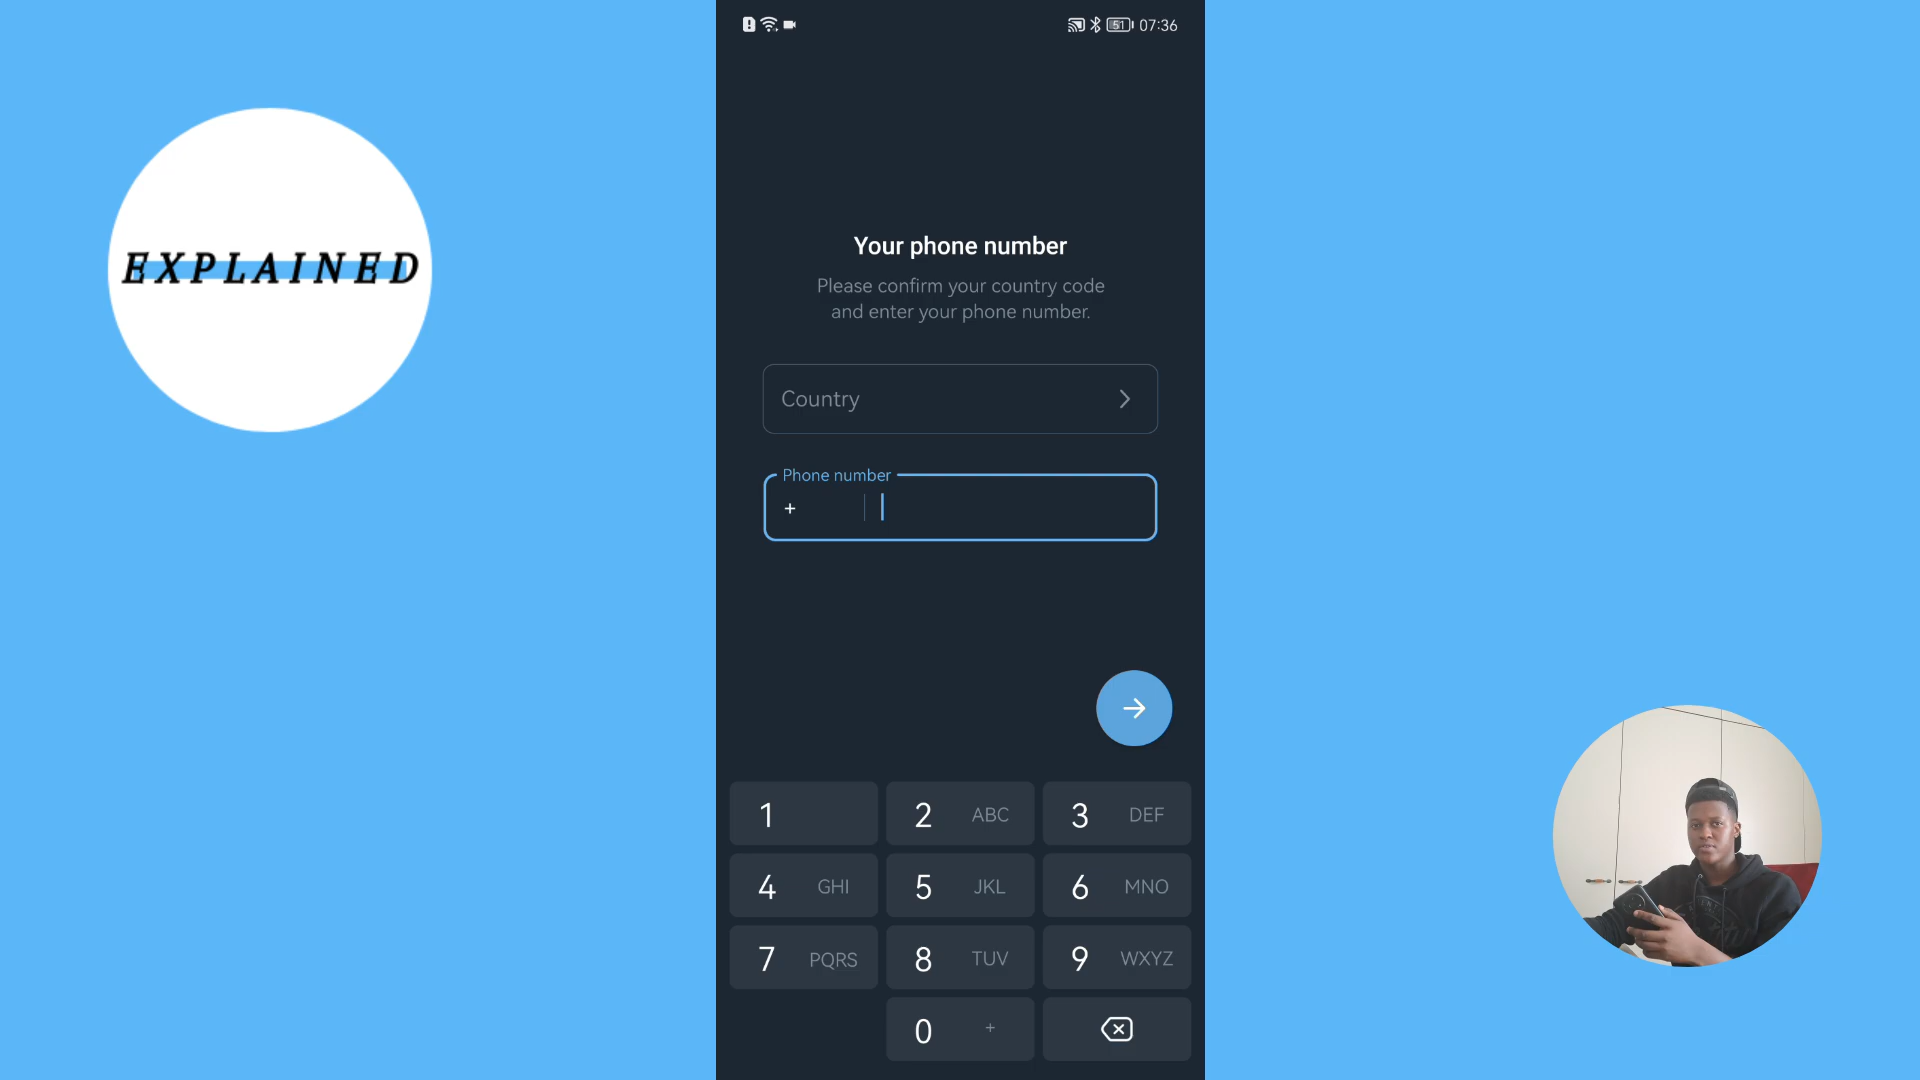 EXPLAINED
51 07:36
Your phone number
Please confirm your country code
and enter your phone number.
Country
Phone number
+
1
2 ABC
3 DEF
4 GHI
5 JKL
6 MNO
7 PQRS
8 TUV
9 WXYZ
0 +